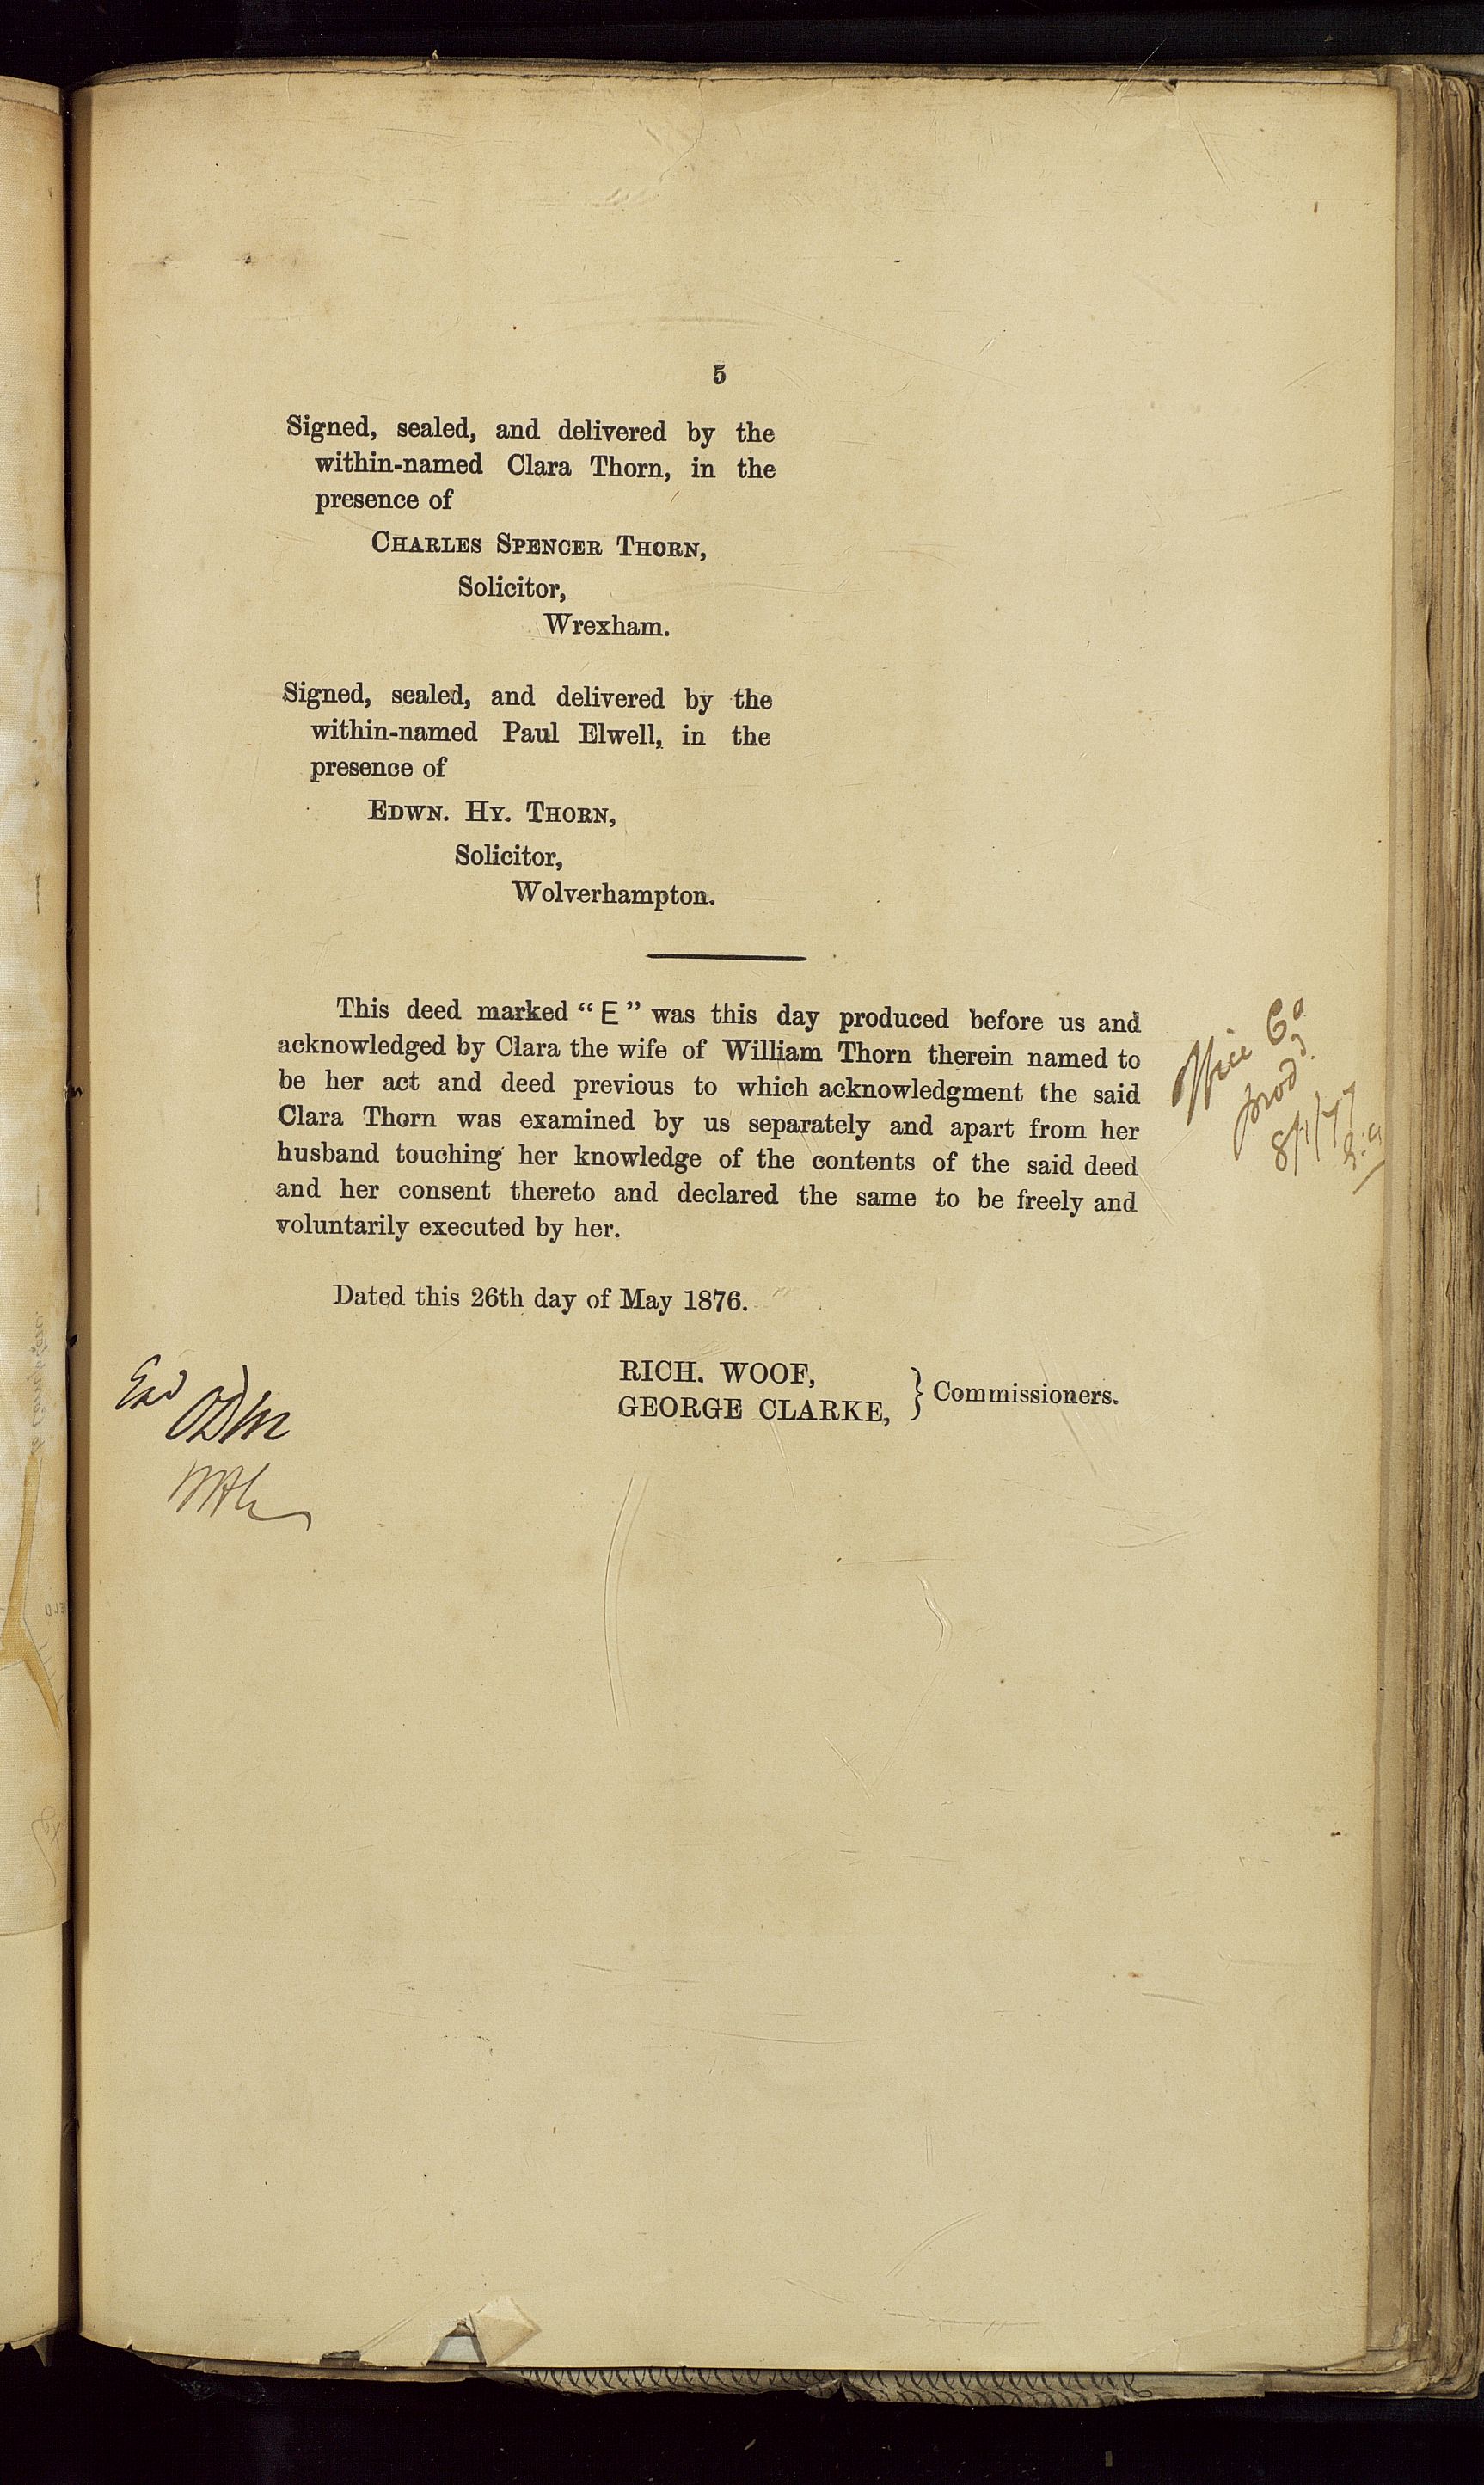 5
Signed, sealed, and delivered by the
within-named Clara Thorn, in the
presence of
CHARLES SPENCER THORN,
Solicitor,
Wrexham.
Signed, sealed, and delivered by the
within-named Paul Elwell, in the
presence of
EDWN. HY. THORN,
Solicitor,
Wolverhampton.
This deed marked “E” was this day produced before us and
acknowledged by Clara the wife of William Thorn therein named to
be her act and deed previous to which acknowledgment the said
Clara Thorn was examined by us separately and apart from her
husband touching her knowledge of the contents of the said deed
and her consent thereto and declared the same to be freely and
voluntarily executed by her.
Dated this 26th day of May 1876.
RICH. WOOF,
GEORGE CLARKE, } Commissioners.
Office Co
prod
8/1/77